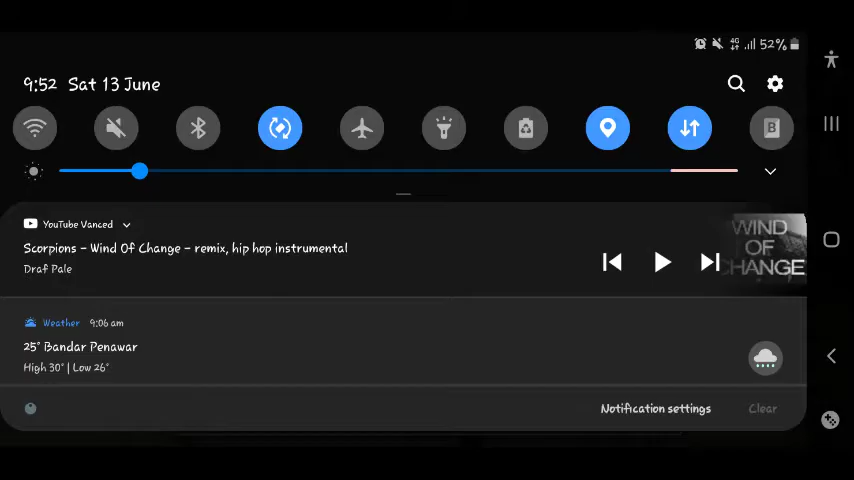 4G
52%
9:52 Sat 13 June
B
YouTube Vanced
Scorpions - Wind Of Change - remix, hip hop instrumental
Draf Pale
WIND
OF
CHANGE
Weather 9:06 am
25° Bandar Penawar
High 30° | Low 26°
Notification settings Clear